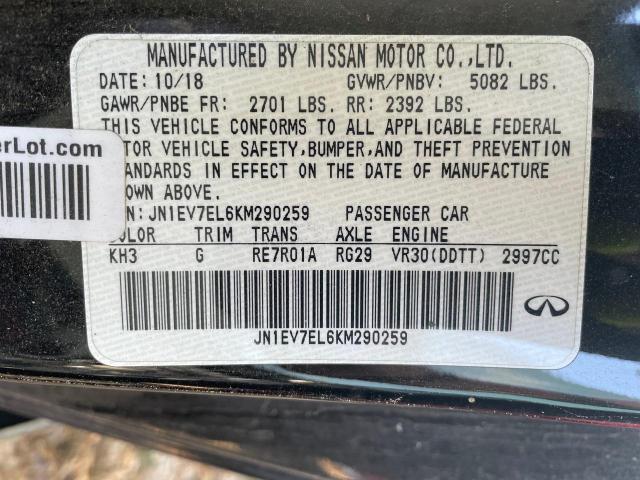 MANUFACTURED BY NISSAN MOTOR CO.,LTD.
DATE: 10/18 GVWR/PNBV: 5082 LBS.
GAWR/PNBE FR: 2701 LBS. RR: 2392 LBS.
THIS VEHICLE CONFORMS TO ALL APPLICABLE FEDERAL
TOR VEHICLE SAFETY,BUMPER,AND THEFT PREVENTION
ANDARDS IN EFFECT ON THE DATE OF MANUFACTURE
OWN ABOVE.
N:JN1EV7EL6KM290259 PASSENGER CAR
OLOR TRIM TRANS AXLE ENGINE
KH3 G RE7R01A RG29 VR30(DDTT) 2997CC
JN1EV7EL6KM290259
erLot.com